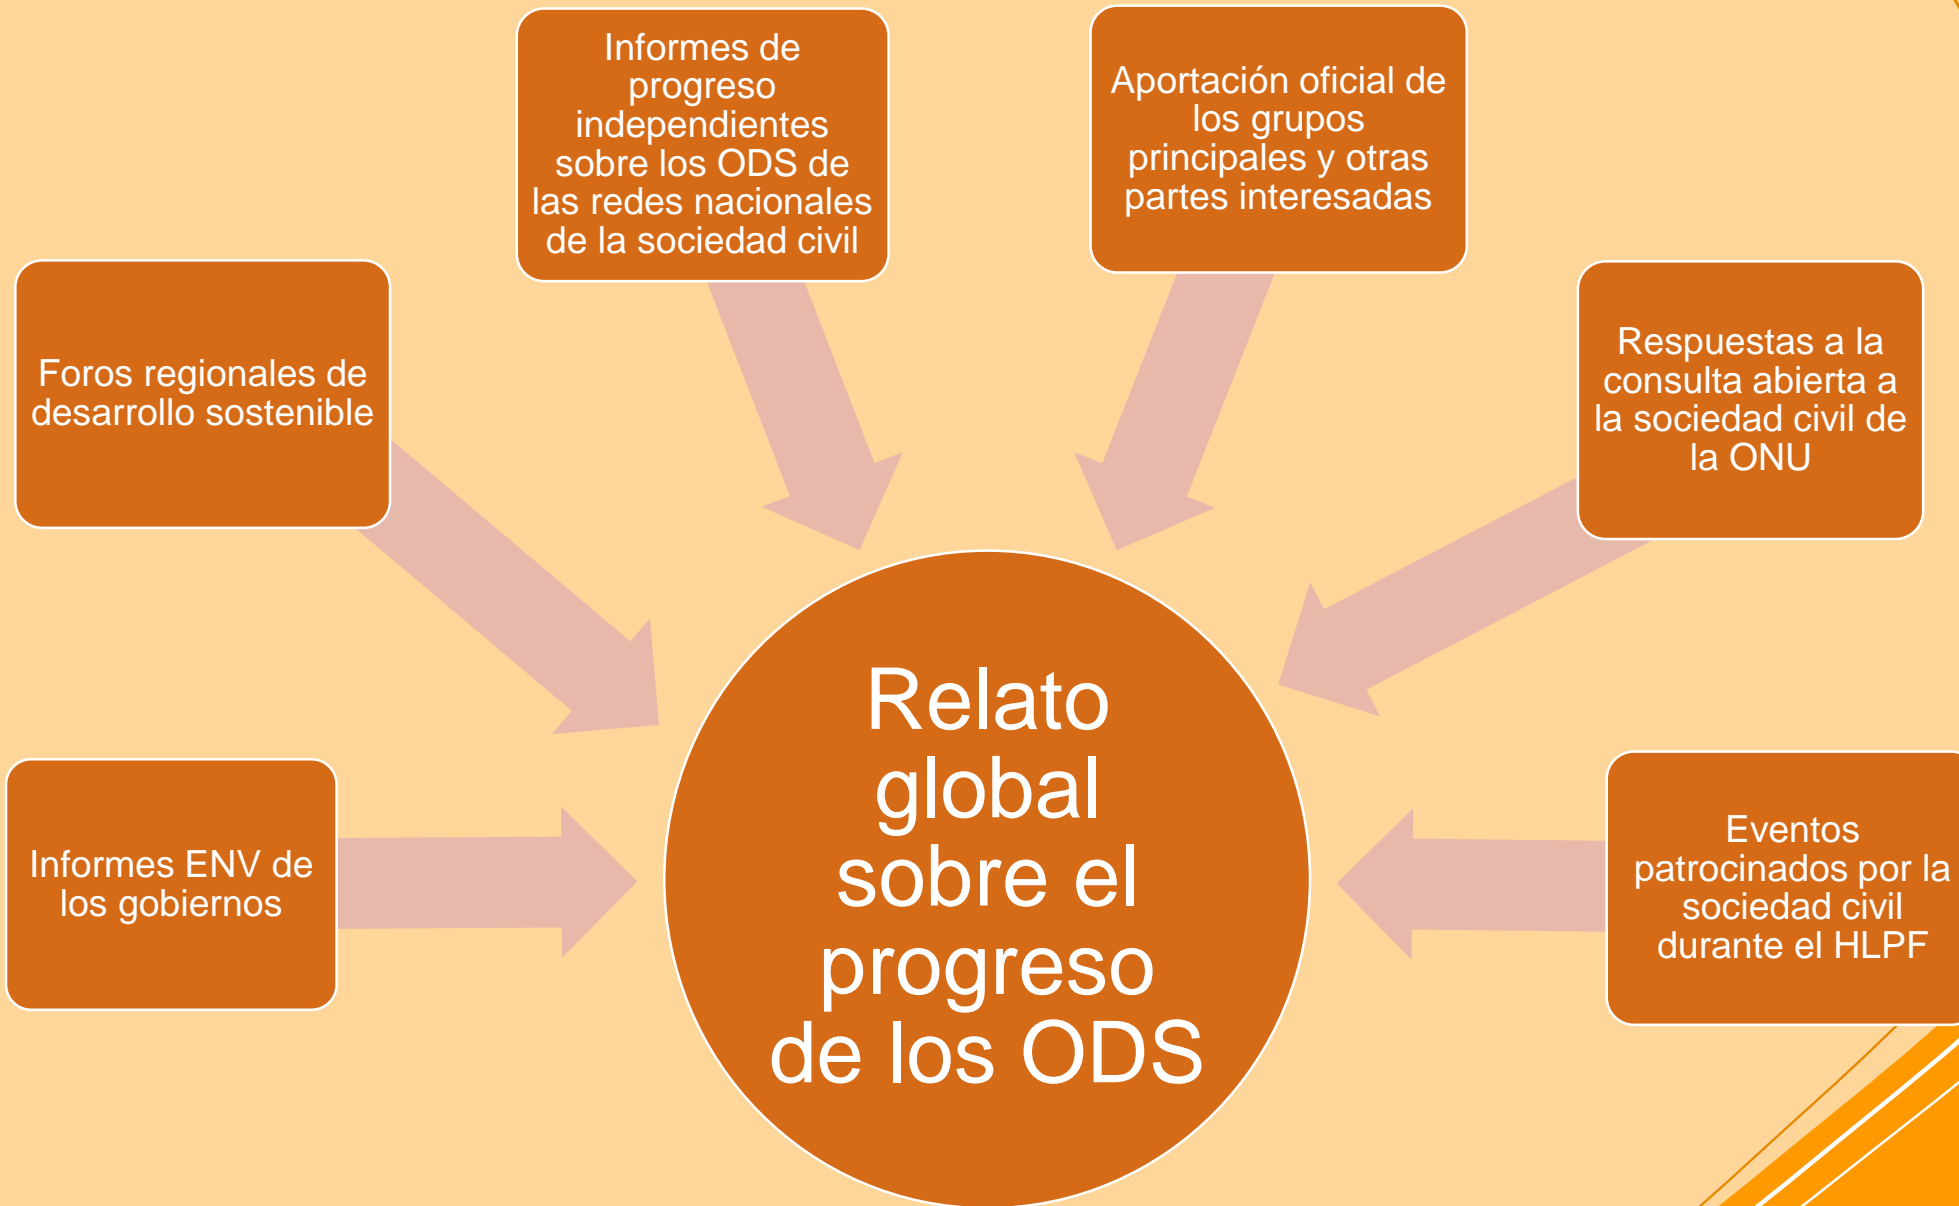 Informes de
progreso
independientes
sobre los ODS de
las redes nacionales
de la sociedad civil
Aportación oficial de
los grupos
principales y otras
partes interesadas
Foros regionales de
desarrollo sostenible
Respuestas a la
consulta abierta a
la sociedad civil de
la ONU
Informes ENV de
los gobiernos
Relato
global
sobre el
progreso
de los ODS
Eventos
patrocinados por la
sociedad civil
durante el HLPF